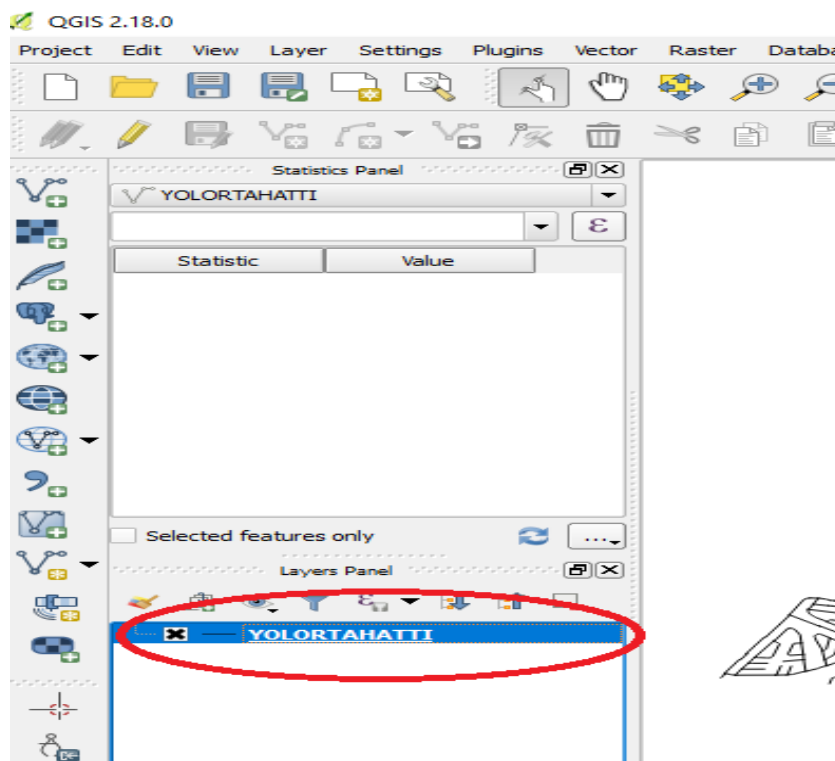 QGIS 2.18.0
Project Edit View Layer Settings Plugins Vector Raster Databa
Statistics Panel
YOLORTAHATTI
ε
Statistic Value
Selected features only
...
Layers Panel
ε
YOLORTAHATTI